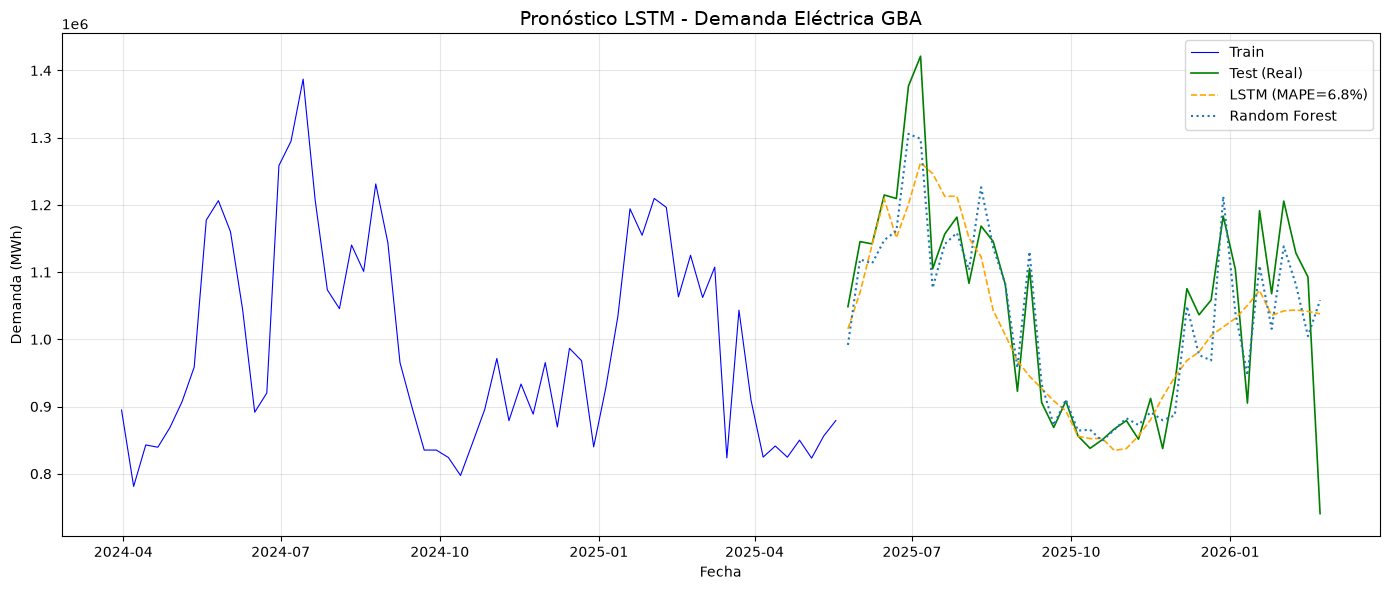 Pronóstico LSTM - Demanda Eléctrica GBA
1e6
1.4
1.3
1.2
1.1
1.0
0.9
0.8
Demanda (MWh)
Train
Test (Real)
LSTM (MAPE=6.8%)
Random Forest
2024-04
2024-07
2024-10
2025-01
2025-04
2025-07
2025-10
2026-01
Fecha